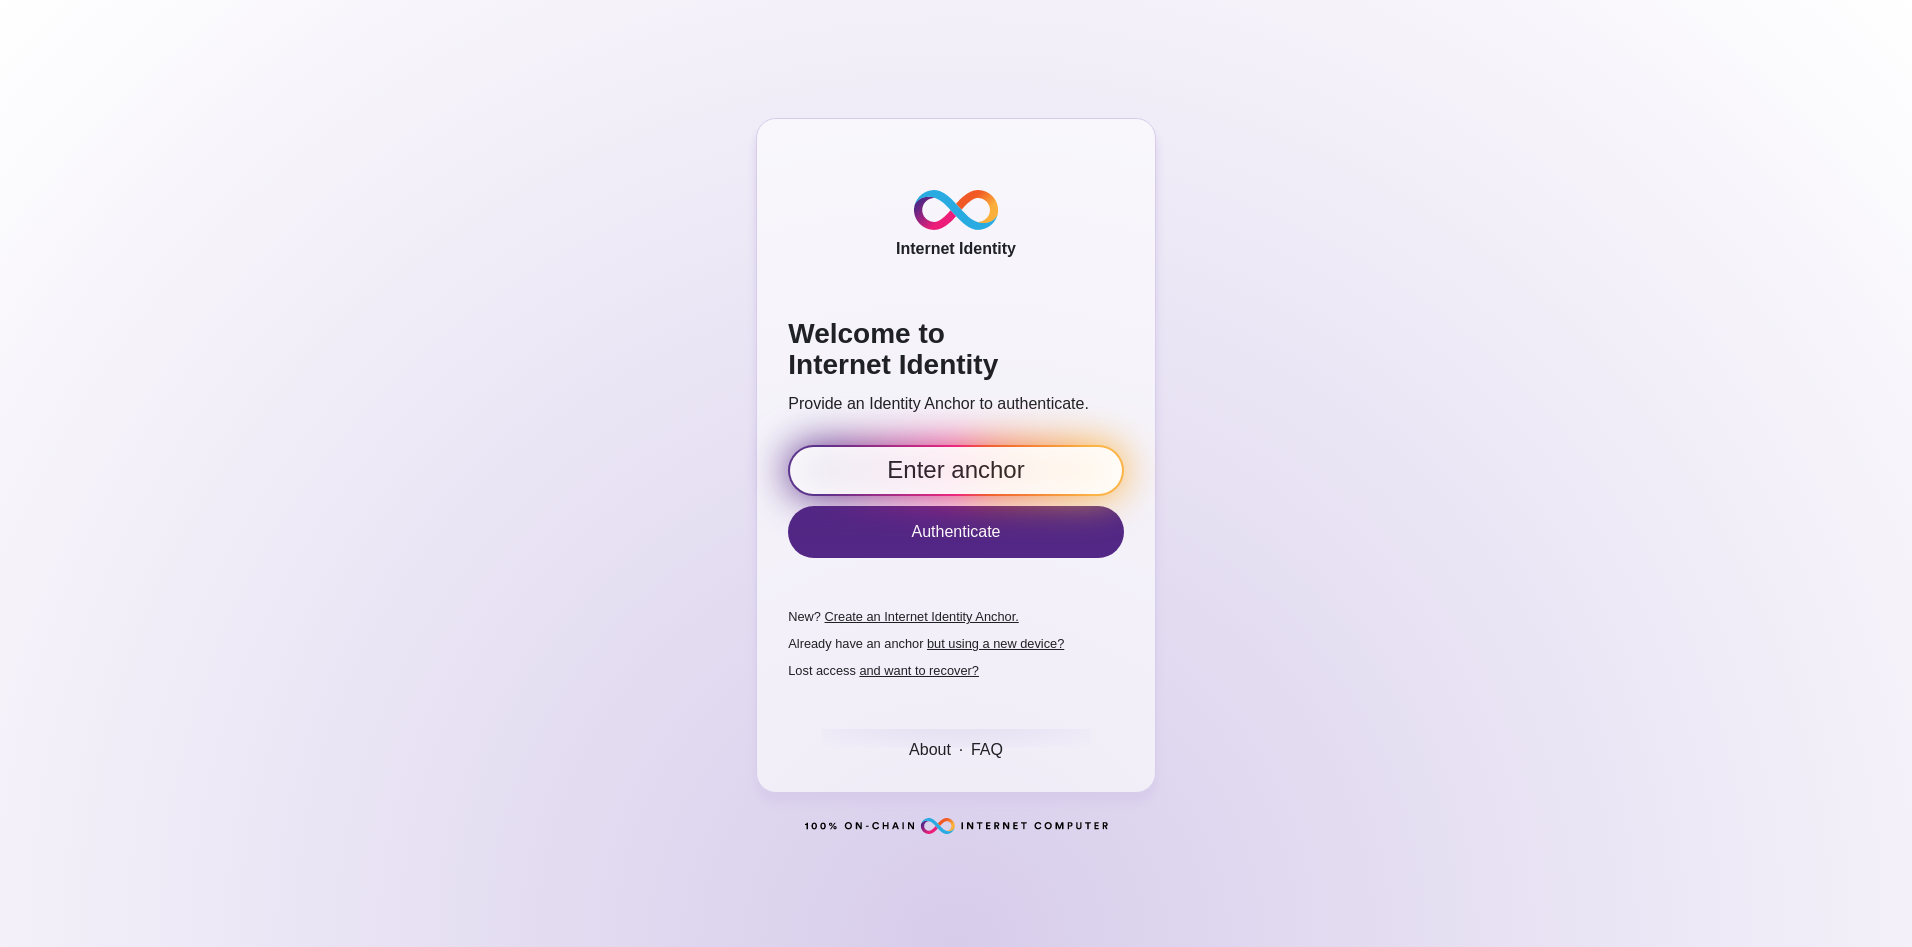 Internet Identity
Welcome to
Internet Identity
Provide an Identity Anchor to authenticate.
Enter anchor
Authenticate
New? Create an Internet Identity Anchor.
Already have an anchor but using a new device?
Lost access and want to recover?
About · FAQ
100% ON-CHAIN INTERNET COMPUTER